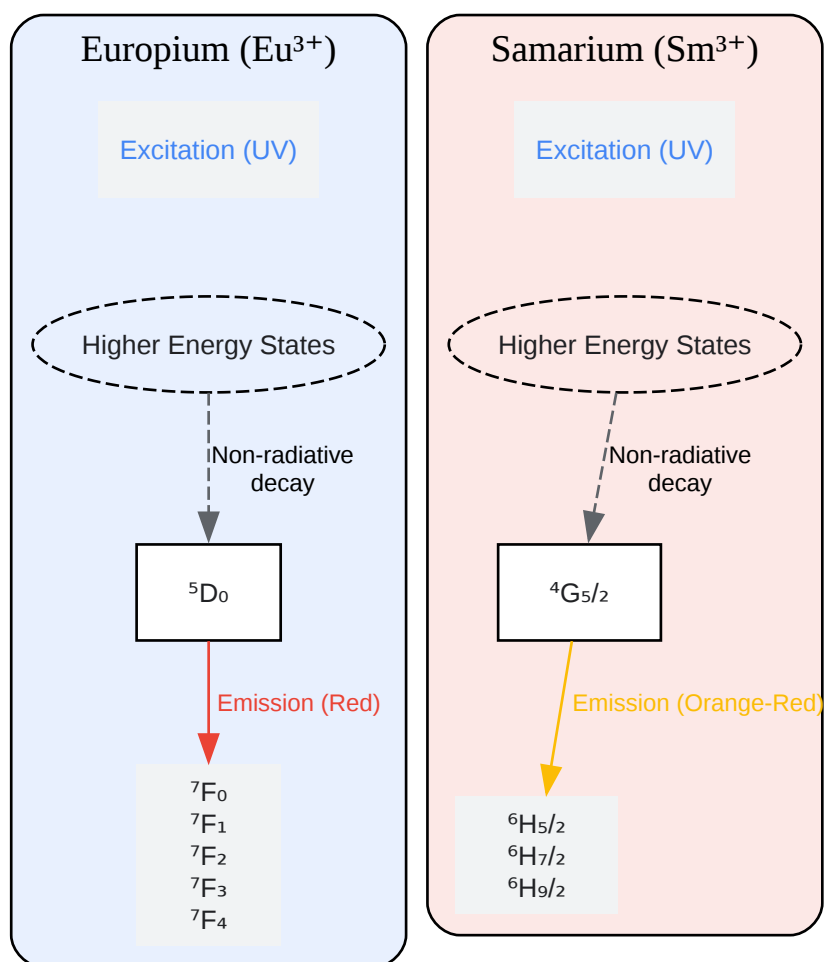 Europium (Eu³⁺)
Excitation (UV)
Higher Energy States
Non-radiative
decay
⁵D₀
Emission (Red)
⁷F₀
⁷F₁
⁷F₂
⁷F₃
⁷F₄
Samarium (Sm³⁺)
Excitation (UV)
Higher Energy States
Non-radiative
decay
⁴G₅/₂
Emission (Orange-Red)
⁶H₅/₂
⁶H₇/₂
⁶H₉/₂